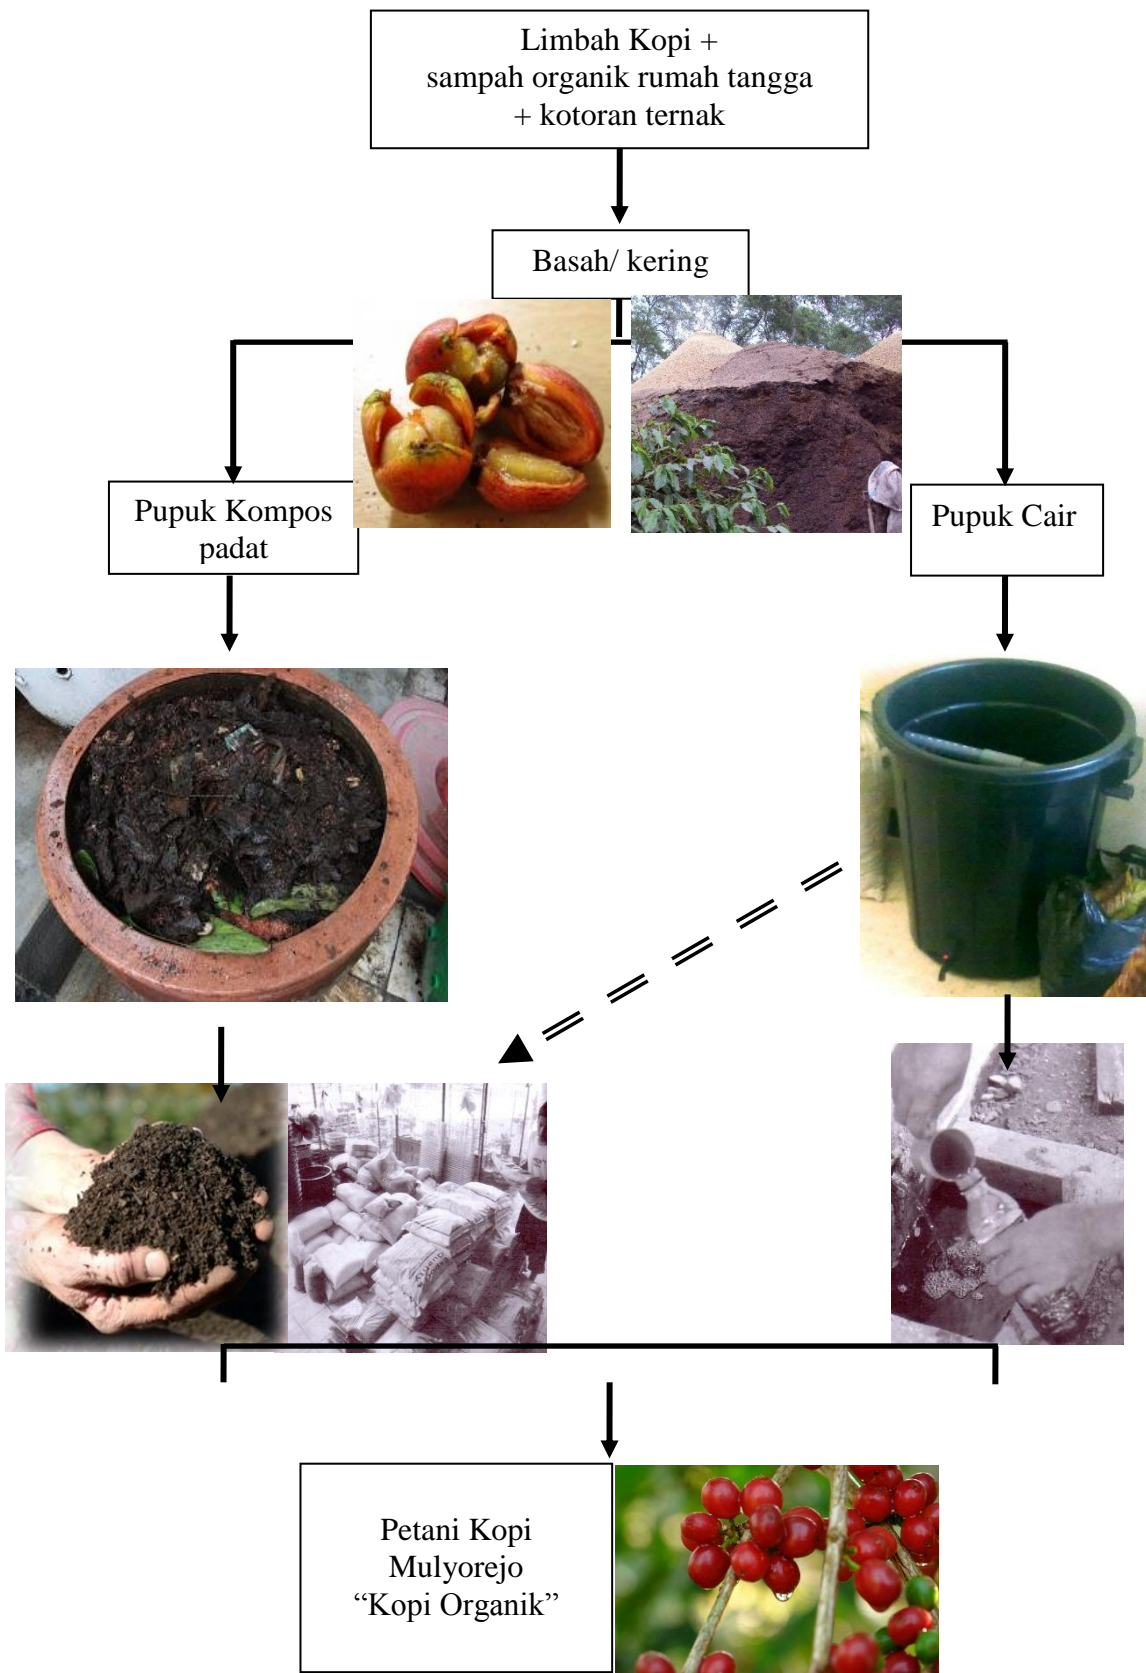 Limbah Kopi +
sampah organik rumah tangga
+ kotoran ternak
Basah/ kering
Pupuk Kompos
padat
Pupuk Cair
Petani Kopi
Mulyorejo
“Kopi Organik”